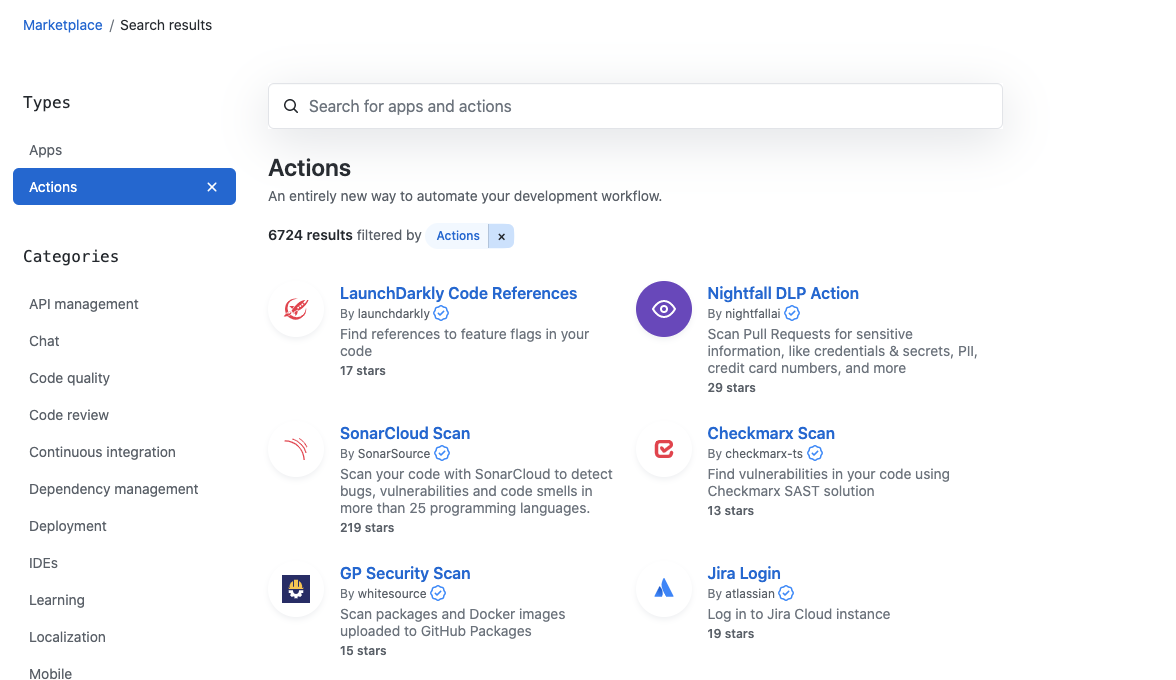 Marketplace / Search results
Types
Apps
Actions ×
Categories
API management
Chat
Code quality
Code review
Continuous integration
Dependency management
Deployment
IDEs
Learning
Localization
Mobile
Search for apps and actions
Actions
An entirely new way to automate your development workflow.
6724 results filtered by Actions ×
LaunchDarkly Code References
By launchdarkly
Find references to feature flags in your
code
17 stars
Nightfall DLP Action
By nightfallai
Scan Pull Requests for sensitive
information, like credentials & secrets, PII,
credit card numbers, and more
29 stars
SonarCloud Scan
By SonarSource
Scan your code with SonarCloud to detect
bugs, vulnerabilities and code smells in
more than 25 programming languages.
219 stars
Checkmarx Scan
By checkmarx-ts
Find vulnerabilities in your code using
Checkmarx SAST solution
13 stars
GP Security Scan
By whitesource
Scan packages and Docker images
uploaded to GitHub Packages
15 stars
Jira Login
By atlassian
Log in to Jira Cloud instance
19 stars